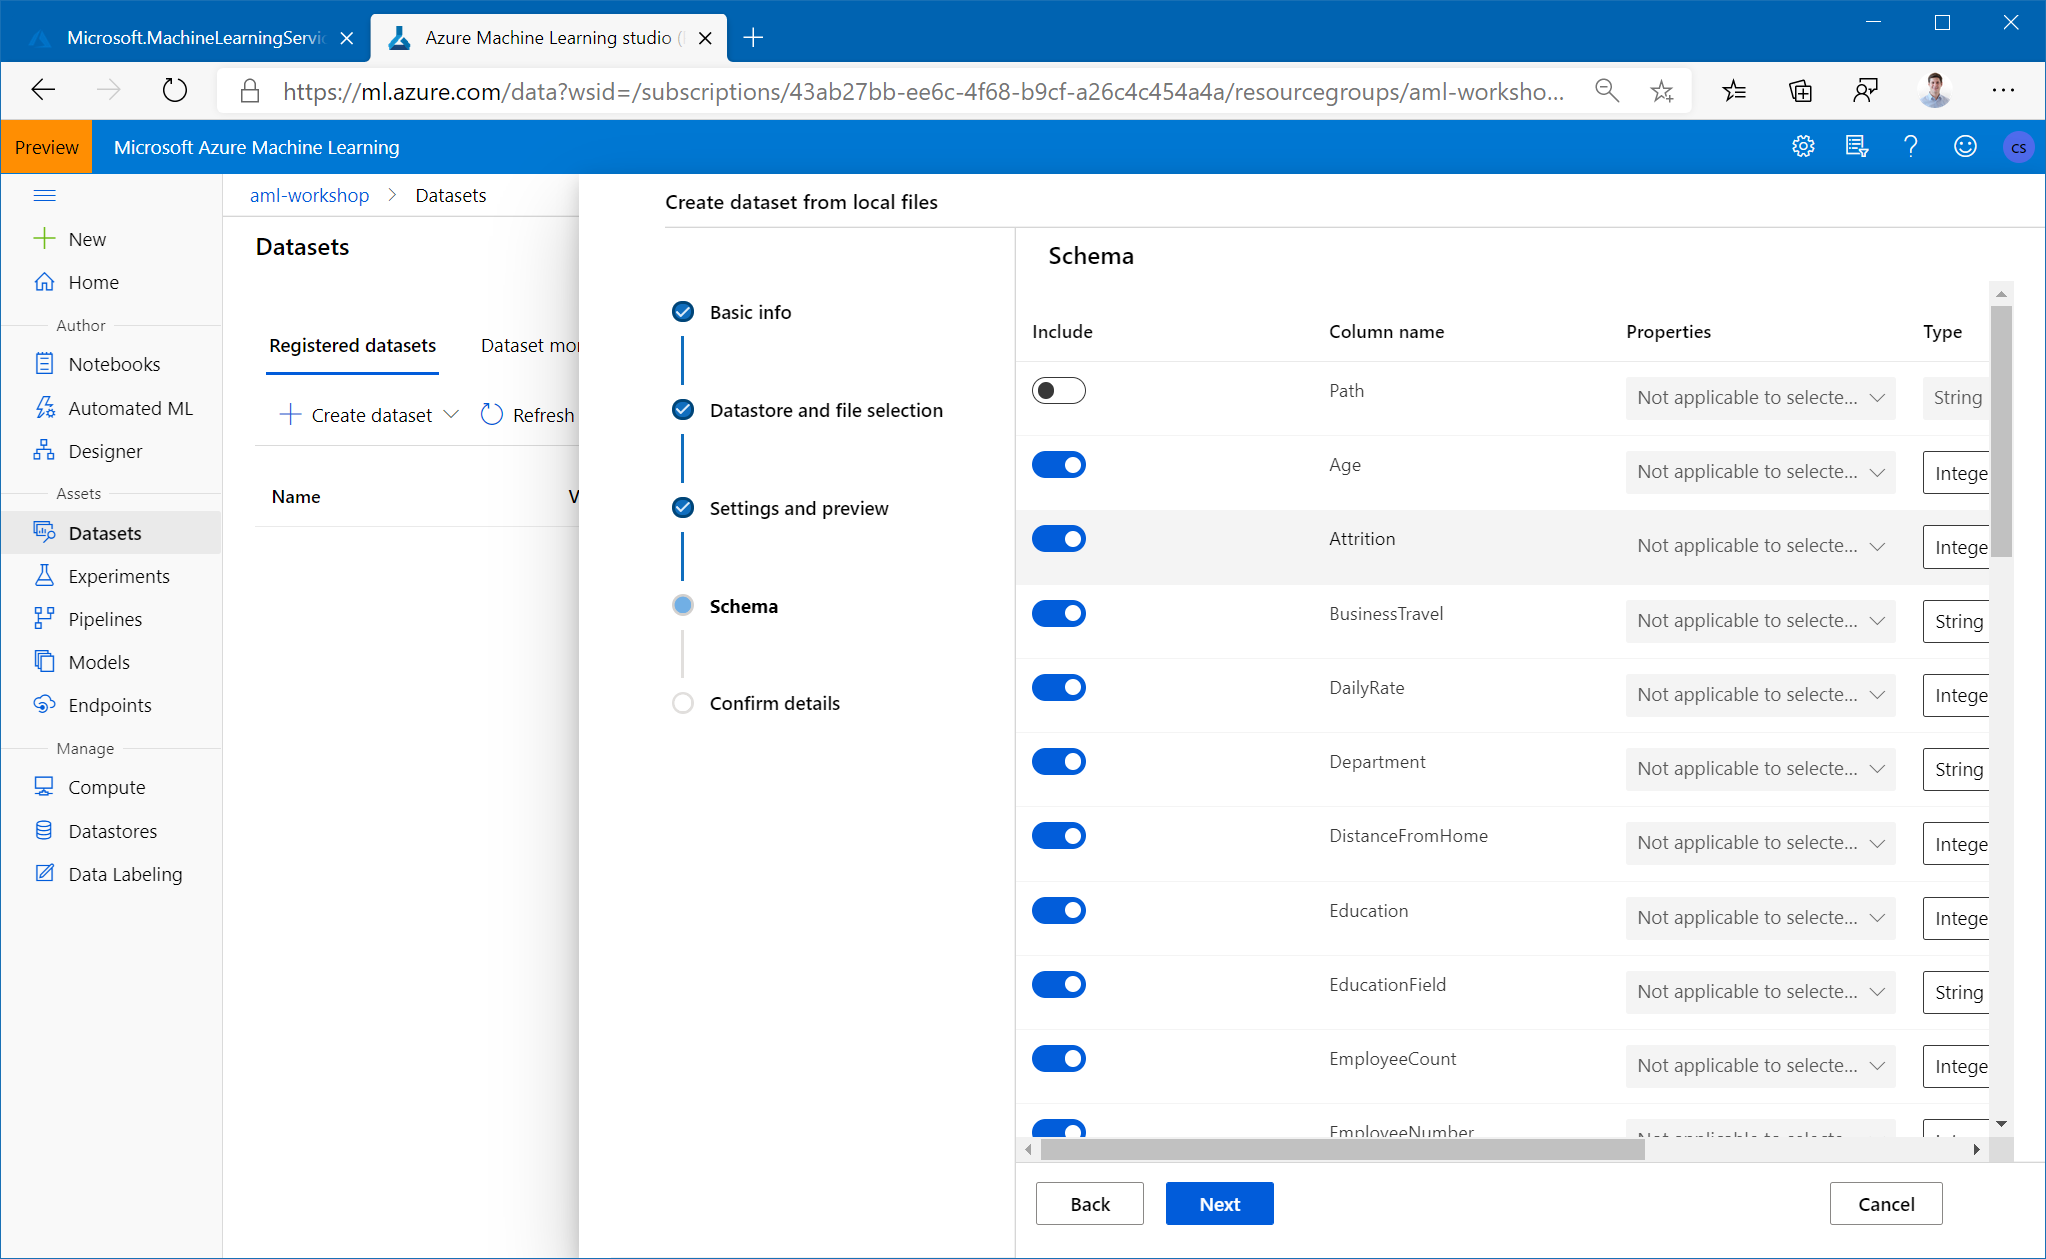 Microsoft.MachineLearningServi
Azure Machine Learning studio (
https://ml.azure.com/data?wsid=/subscriptions/43ab27bb-ee6c-4f68-b9cf-a26c4c454a4a/resourcegroups/aml-worksho...
Preview
Microsoft Azure Machine Learning
CS
New
Home
Author
Notebooks
Automated ML
Designer
Assets
Datasets
Experiments
Pipelines
Models
Endpoints
Manage
Compute
Datastores
Data Labeling
aml-workshop > Datasets
Datasets
Registered datasets Dataset mor
Create dataset Refresh
Name V
Create dataset from local files
Basic info
Datastore and file selection
Settings and preview
Schema
Confirm details
Schema
Include Column name Properties Type
Path Not applicable to selecte... String
Age Not applicable to selecte... Intege
Attrition Not applicable to selecte... Intege
BusinessTravel Not applicable to selecte... String
DailyRate Not applicable to selecte... Intege
Department Not applicable to selecte... String
DistanceFromHome Not applicable to selecte... Intege
Education Not applicable to selecte... Intege
EducationField Not applicable to selecte... String
EmployeeCount Not applicable to selecte... Intege
EmployeeNumber
Back Next Cancel